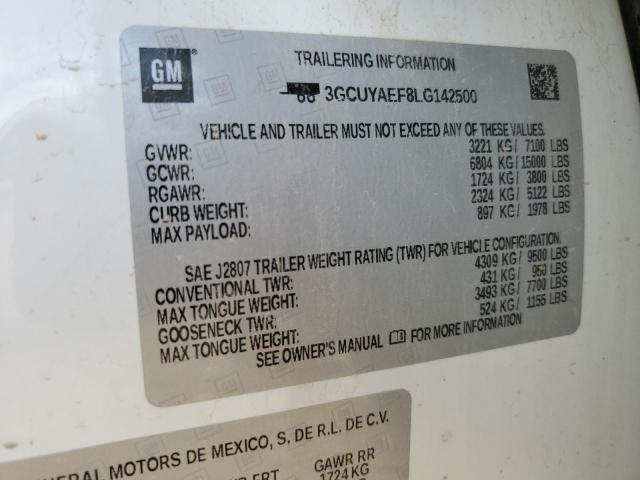 GM
TRAILERING INFORMATION
3GCUYAEF8LG142500
VEHICLE AND TRAILER MUST NOT EXCEED ANY OF THESE VALUES.
GVWR: 3221 KG/ 7100 LBS
GCWR: 6804 KG/ 15000 LBS
RGAWR: 1724 KG/ 3800 LBS
CURB WEIGHT: 2324 KG/ 5122 LBS
MAX PAYLOAD: 897 KG/ 1978 LBS
SAE J2807 TRAILER WEIGHT RATING (TWR) FOR VEHICLE CONFIGURATION.
CONVENTIONAL TWR: 4309 KG/ 9500 LBS
MAX TONGUE WEIGHT: 431 KG/ 950 LBS
GOOSENECK TWR: 3493 KG/ 7700 LBS
MAX TONGUE WEIGHT: 524 KG/ 1155 LBS
SEE OWNER'S MANUAL FOR MORE INFORMATION
MOTORS DE MEXICO, S. DE R.L. DE C.V.
FRT GAWR RR
1724 KG